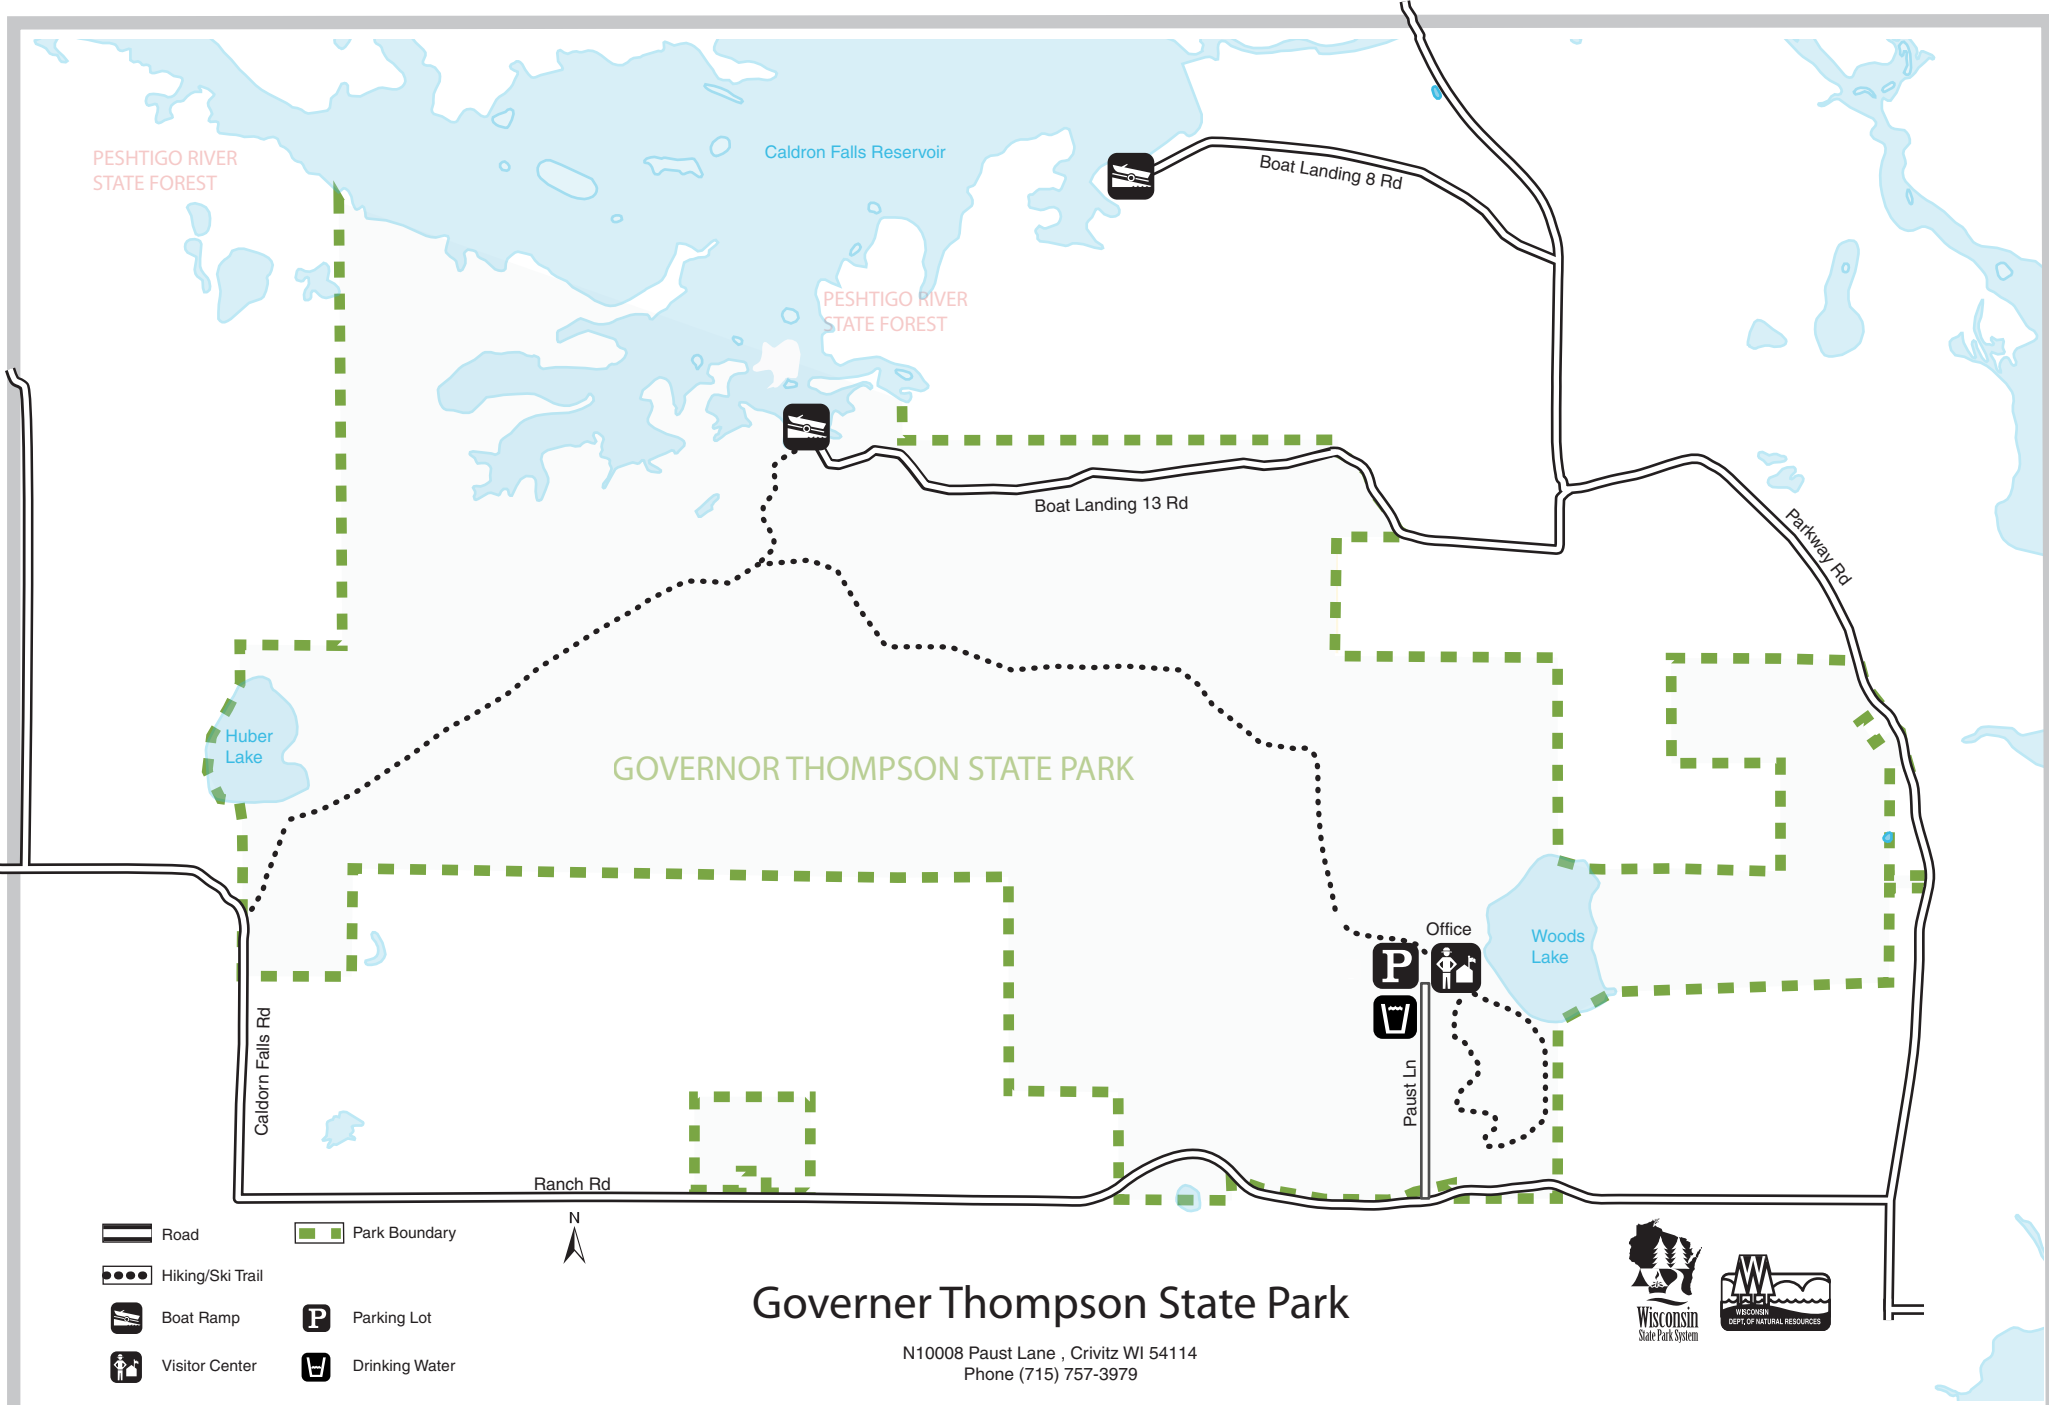 PESHTIGO RIVER
STATE FOREST
Caldron Falls Reservoir
Boat Landing 8 Rd
PESHTIGO RIVER
STATE FOREST
Boat Landing 13 Rd
Parkway Rd
Huber
Lake
GOVERNOR THOMPSON STATE PARK
Office
P
Woods
Lake
Caldorn Falls Rd
Paust Ln
Ranch Rd
N
Road
Park Boundary
Hiking/Ski Trail
Boat Ramp
P
Parking Lot
Visitor Center
Drinking Water
Governer Thompson State Park
N10008 Paust Lane , Crivitz WI 54114
Phone (715) 757-3979
Wisconsin
State Park System
W
WISCONSIN
DEPT. OF NATURAL RESOURCES